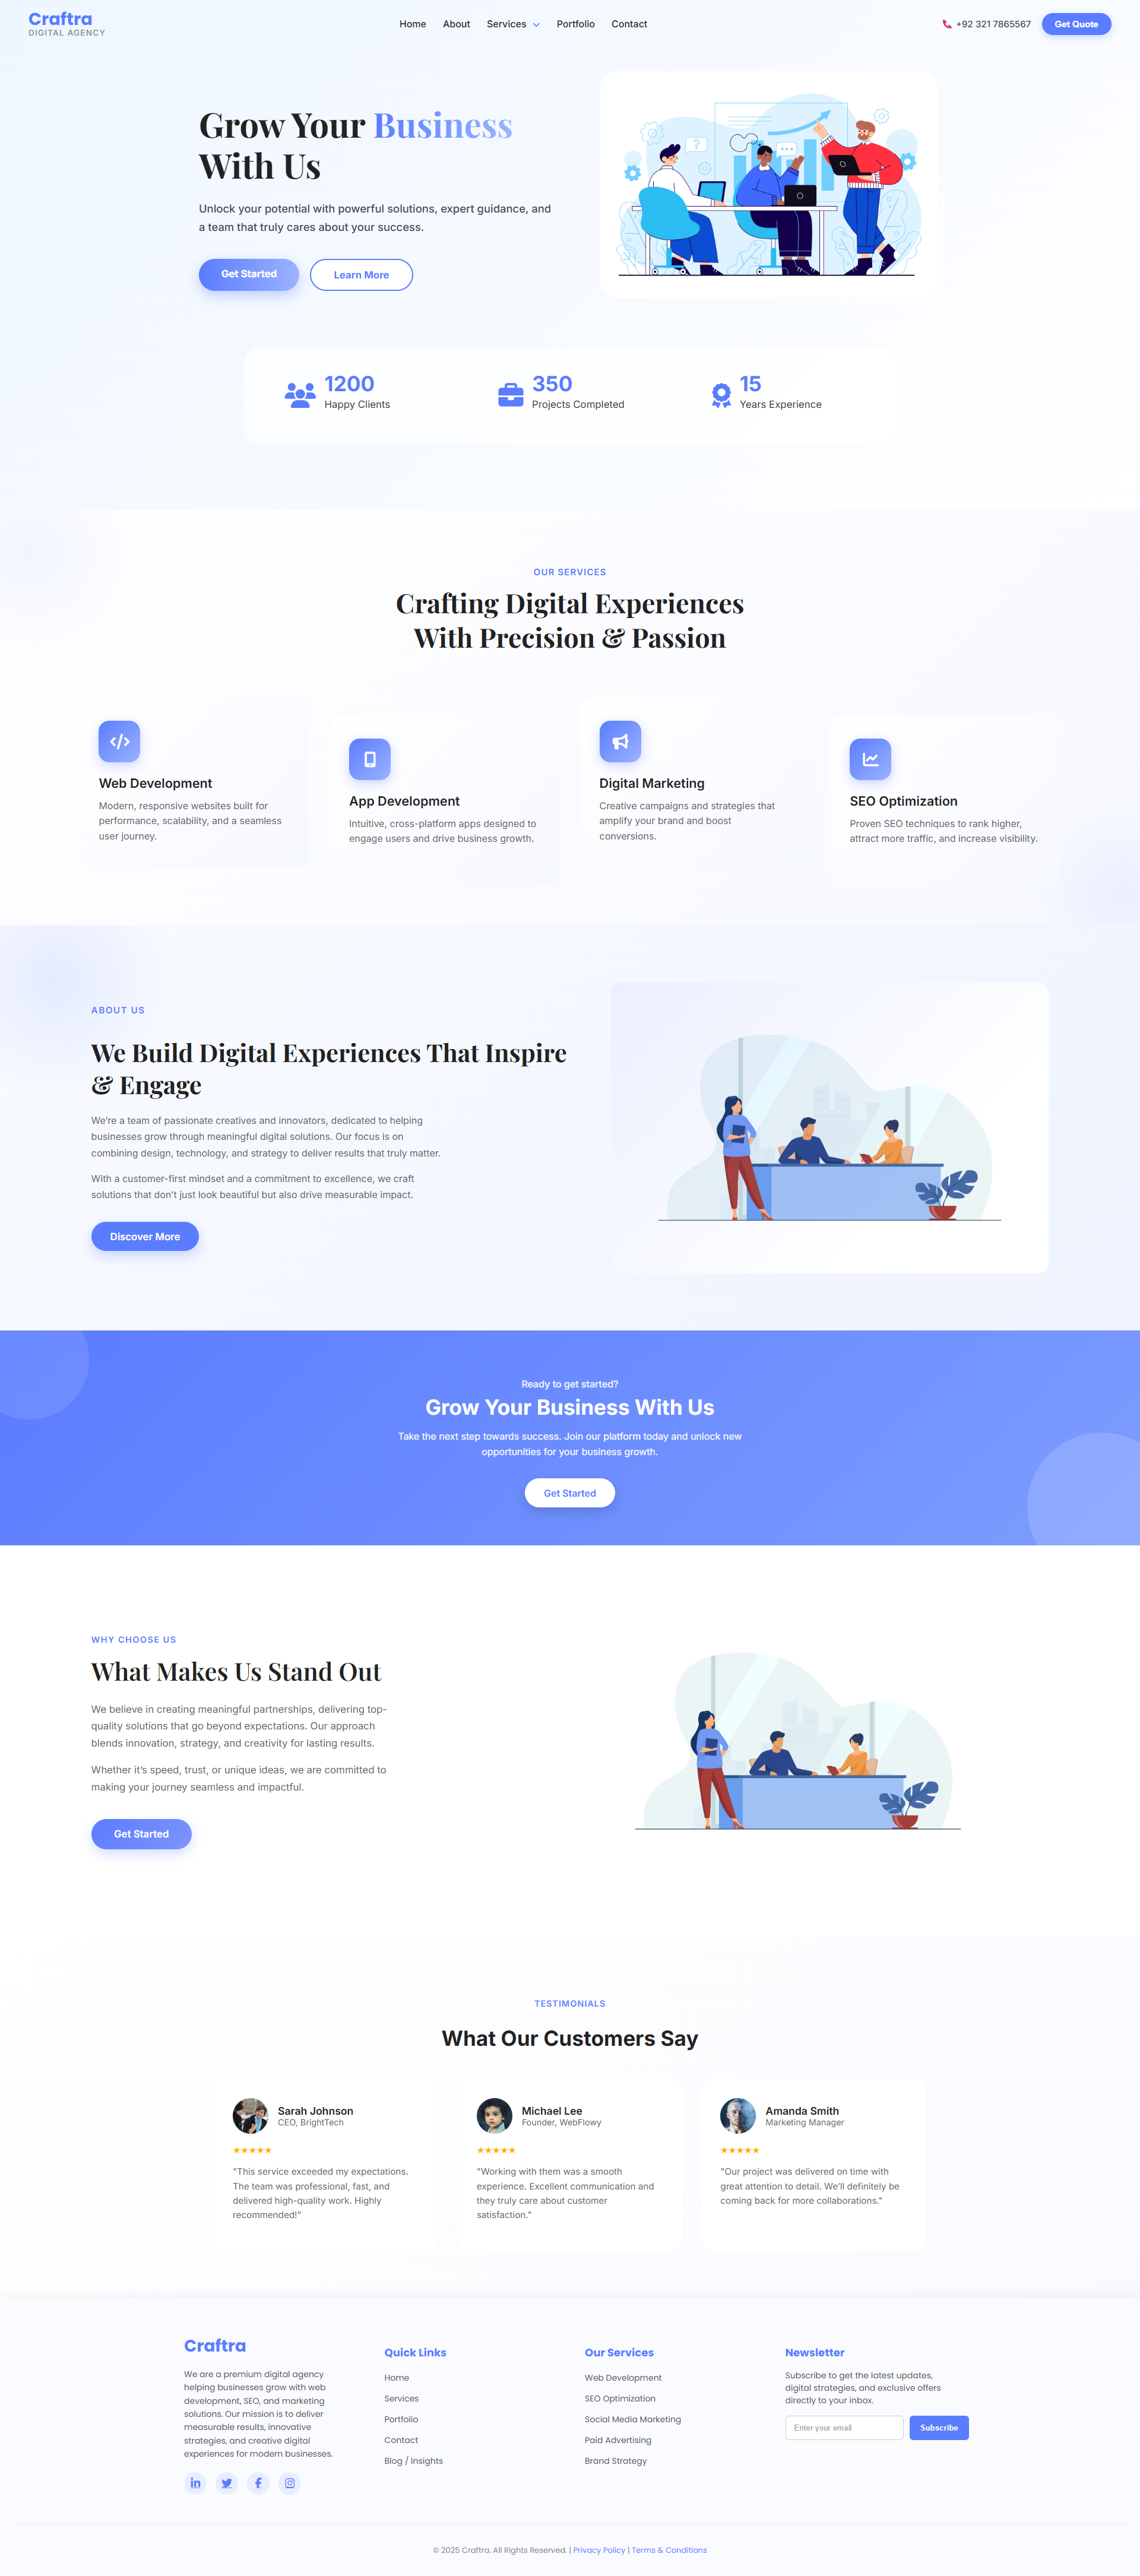 Craftra
DIGITAL AGENCY
Home
About
Services
Portfolio
Contact
+92 321 7865567
Get Quote
Grow Your Business
With Us
Unlock your potential with powerful solutions, expert guidance, and
a team that truly cares about your success.
Get Started
Learn More
1200
Happy Clients
350
Projects Completed
15
Years Experience
OUR SERVICES
Crafting Digital Experiences
With Precision & Passion
Web Development
Modern, responsive websites built for
performance, scalability, and a seamless
user journey.
App Development
Intuitive, cross-platform apps designed to
engage users and drive business growth.
Digital Marketing
Creative campaigns and strategies that
amplify your brand and boost
conversions.
SEO Optimization
Proven SEO techniques to rank higher,
attract more traffic, and increase visibility.
ABOUT US
We Build Digital Experiences That Inspire
& Engage
We’re a team of passionate creatives and innovators, dedicated to helping
businesses grow through meaningful digital solutions. Our focus is on
combining design, technology, and strategy to deliver results that truly matter.
With a customer-first mindset and a commitment to excellence, we craft
solutions that don’t just look beautiful but also drive measurable impact.
Discover More
Ready to get started?
Grow Your Business With Us
Take the next step towards success. Join our platform today and unlock new
opportunities for your business growth.
Get Started
WHY CHOOSE US
What Makes Us Stand Out
We believe in creating meaningful partnerships, delivering top-
quality solutions that go beyond expectations. Our approach
blends innovation, strategy, and creativity for lasting results.
Whether it’s speed, trust, or unique ideas, we are committed to
making your journey seamless and impactful.
Get Started
TESTIMONIALS
What Our Customers Say
Sarah Johnson
CEO, BrightTech
★★★★★
"This service exceeded my expectations.
The team was professional, fast, and
delivered high-quality work. Highly
recommended!"
Michael Lee
Founder, WebFlowy
★★★★★
"Working with them was a smooth
experience. Excellent communication and
they truly care about customer
satisfaction."
Amanda Smith
Marketing Manager
★★★★★
"Our project was delivered on time with
great attention to detail. We’ll definitely be
coming back for more collaborations."
Craftra
We are a premium digital agency
helping businesses grow with web
development, SEO, and marketing
solutions. Our mission is to deliver
measurable results, innovative
strategies, and creative digital
experiences for modern businesses.
Quick Links
Home
Services
Portfolio
Contact
Blog / Insights
Our Services
Web Development
SEO Optimization
Social Media Marketing
Paid Advertising
Brand Strategy
Newsletter
Subscribe to get the latest updates,
digital strategies, and exclusive offers
directly to your inbox.
Enter your email
Subscribe
© 2025 Craftra. All Rights Reserved. | Privacy Policy | Terms & Conditions